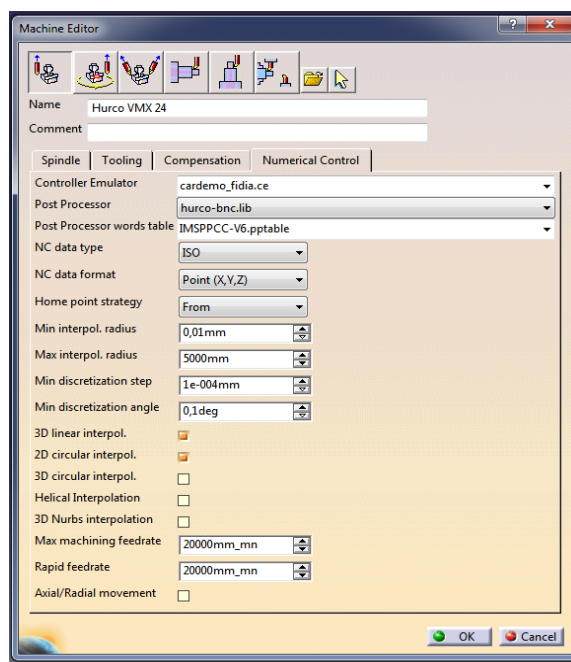 Machine Editor
Name Hurco VMX 24
Comment
Spindle Tooling Compensation Numerical Control
Controller Emulator cardemo_fidia.ce
Post Processor hurco-bnc.lib
Post Processor words table IMSPPCC-V6.pptable
NC data type ISO
NC data format Point (X,Y,Z)
Home point strategy From
Min interpol. radius 0,01mm
Max interpol. radius 5000mm
Min discretization step 1e-004mm
Min discretization angle 0,1deg
3D linear interpol.
2D circular interpol.
3D circular interpol.
Helical Interpolation
3D Nurbs interpolation
Max machining feedrate 20000mm_mn
Rapid feedrate 20000mm_mn
Axial/Radial movement
OK Cancel